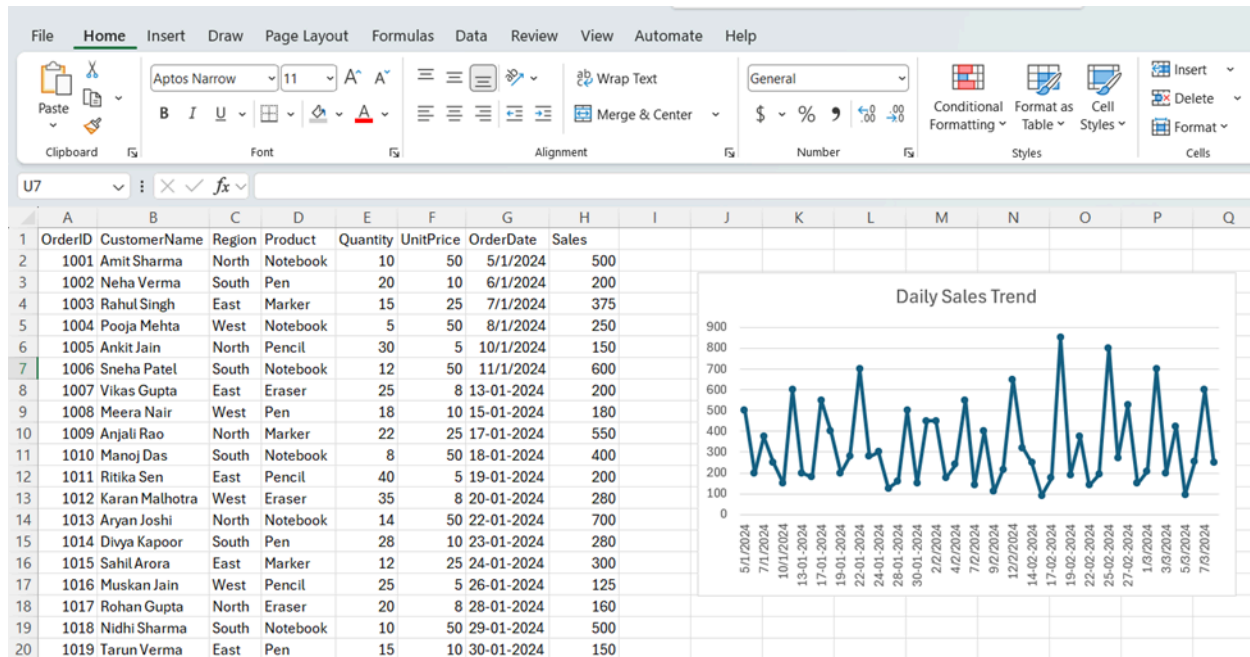 File Home Insert Draw Page Layout Formulas Data Review View Automate Help
Paste
Clipboard
Aptos Narrow 11 A^ A˅
B I U A
Font
ab Wrap Text
Merge & Center
Alignment
General
$ % 9 .00 .00
Number
Conditional Formatting
Format as Table
Cell Styles
Styles
Insert
Delete
Format
Cells
U7 fx
A B C D E F G H I J K L M N O P Q
1 OrderID CustomerName Region Product Quantity UnitPrice OrderDate Sales
2 1001 Amit Sharma North Notebook 10 50 5/1/2024 500
3 1002 Neha Verma South Pen 20 10 6/1/2024 200
4 1003 Rahul Singh East Marker 15 25 7/1/2024 375
5 1004 Pooja Mehta West Notebook 5 50 8/1/2024 250
6 1005 Ankit Jain North Pencil 30 5 10/1/2024 150
7 1006 Sneha Patel South Notebook 12 50 11/1/2024 600
8 1007 Vikas Gupta East Eraser 25 8 13-01-2024 200
9 1008 Meera Nair West Pen 18 10 15-01-2024 180
10 1009 Anjali Rao North Marker 22 25 17-01-2024 550
11 1010 Manoj Das South Notebook 8 50 18-01-2024 400
12 1011 Ritika Sen East Pencil 40 5 19-01-2024 200
13 1012 Karan Malhotra West Eraser 35 8 20-01-2024 280
14 1013 Aryan Joshi North Notebook 14 50 22-01-2024 700
15 1014 Divya Kapoor South Pen 28 10 23-01-2024 280
16 1015 Sahil Arora East Marker 12 25 24-01-2024 300
17 1016 Muskan Jain West Pencil 25 5 26-01-2024 125
18 1017 Rohan Gupta North Eraser 20 8 28-01-2024 160
19 1018 Nidhi Sharma South Notebook 10 50 29-01-2024 500
20 1019 Tarun Verma East Pen 15 10 30-01-2024 150
Daily Sales Trend
900
800
700
600
500
400
300
200
100
0
5/1/2024
7/1/2024
10/1/2024
13-01-2024
17-01-2024
19-01-2024
22-01-2024
24-01-2024
28-01-2024
30-01-2024
2/2/2024
4/2/2024
7/2/2024
9/2/2024
12/2/2024
14-02-2024
17-02-2024
19-02-2024
22-02-2024
25-02-2024
27-02-2024
1/3/2024
3/3/2024
5/3/2024
7/3/2024